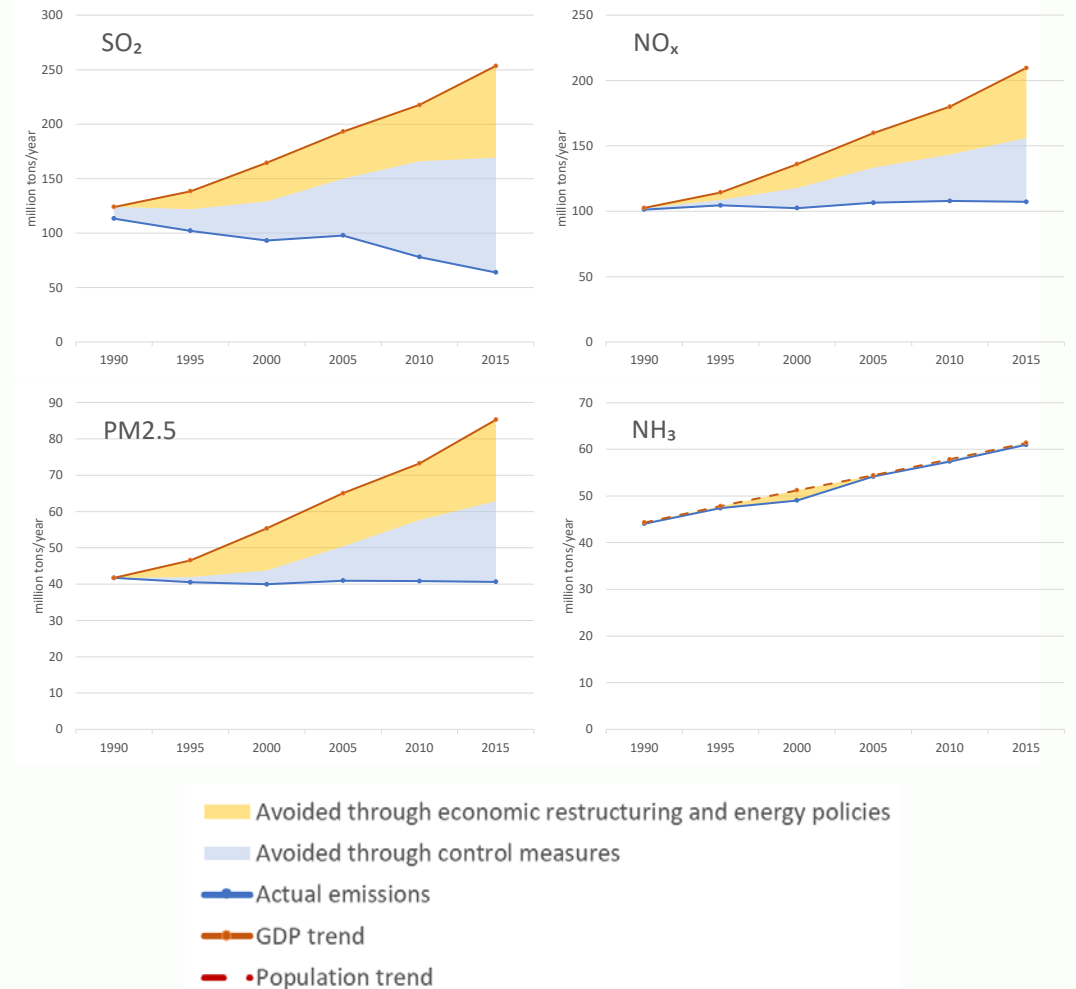 SO₂
million tons/year
300
250
200
150
100
50
0
1990 1995 2000 2005 2010 2015
NOₓ
million tons/year
250
200
150
100
50
0
1990 1995 2000 2005 2010 2015
PM2.5
million tons/year
90
80
70
60
50
40
30
20
10
0
1990 1995 2000 2005 2010 2015
NH₃
million tons/year
70
60
50
40
30
20
10
0
1990 1995 2000 2005 2010 2015
Avoided through economic restructuring and energy policies
Avoided through control measures
Actual emissions
GDP trend
Population trend